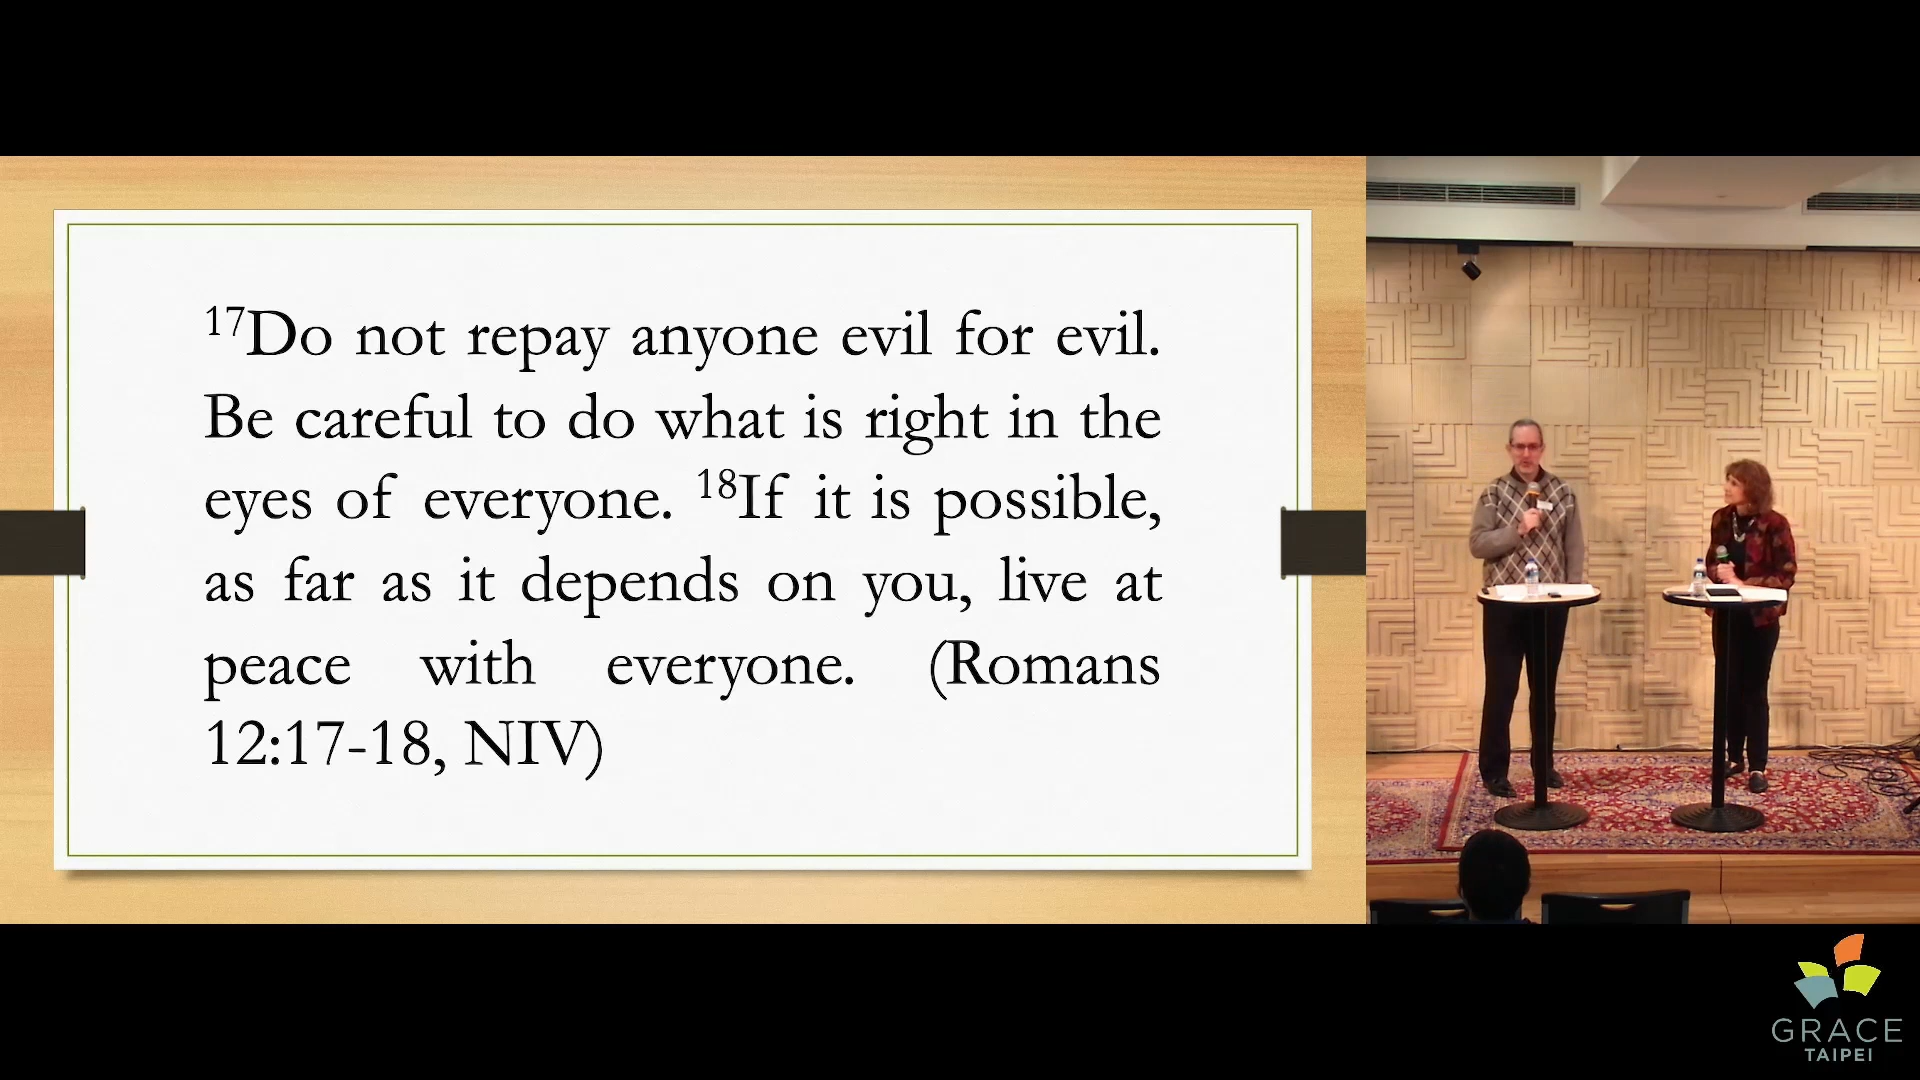 17Do not repay anyone evil for evil.
Be careful to do what is right in the
eyes of everyone. 18If it is possible,
as far as it depends on you, live at
peace with everyone. (Romans
12:17-18, NIV)
GRACE
TAIPEI